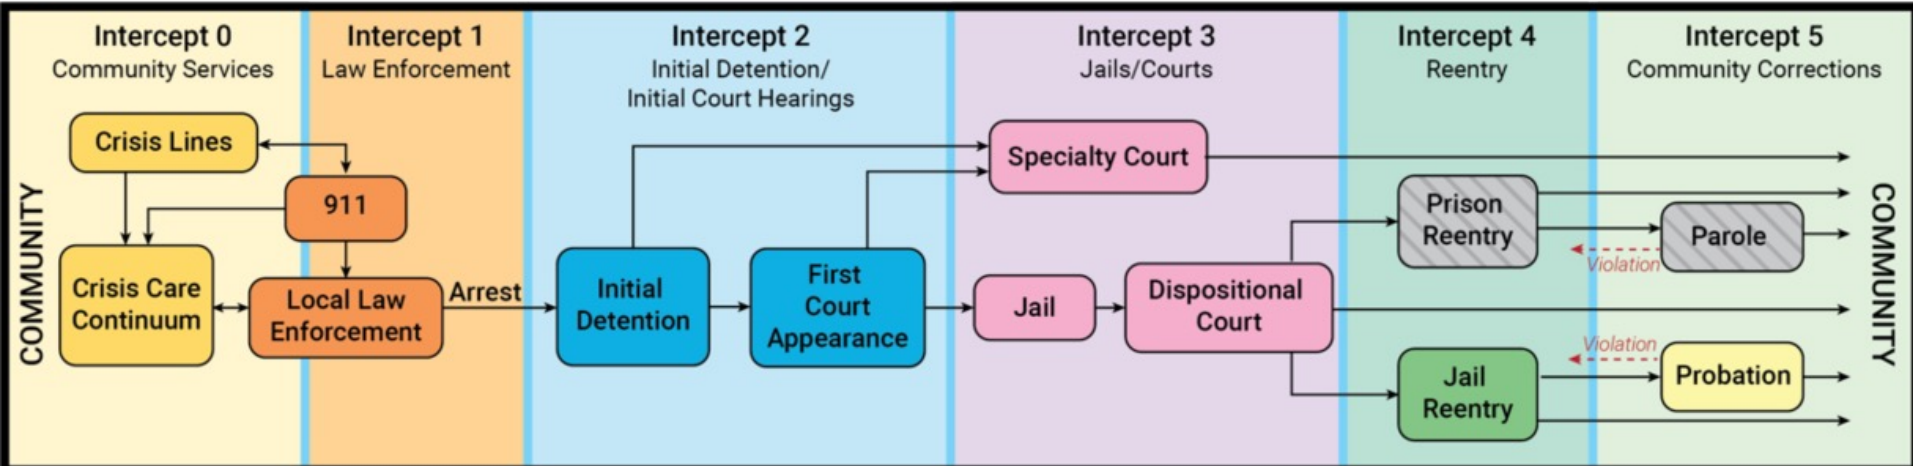 Intercept 0
Community Services
Intercept 1
Law Enforcement
Intercept 2
Initial Detention/
Initial Court Hearings
Intercept 3
Jails/Courts
Intercept 4
Reentry
Intercept 5
Community Corrections
COMMUNITY
Crisis Lines
911
Crisis Care
Continuum
Local Law
Enforcement
Arrest
Initial
Detention
First
Court
Appearance
Specialty Court
Jail
Dispositional
Court
Prison
Reentry
Parole
Violation
Violation
Jail
Reentry
Probation
COMMUNITY